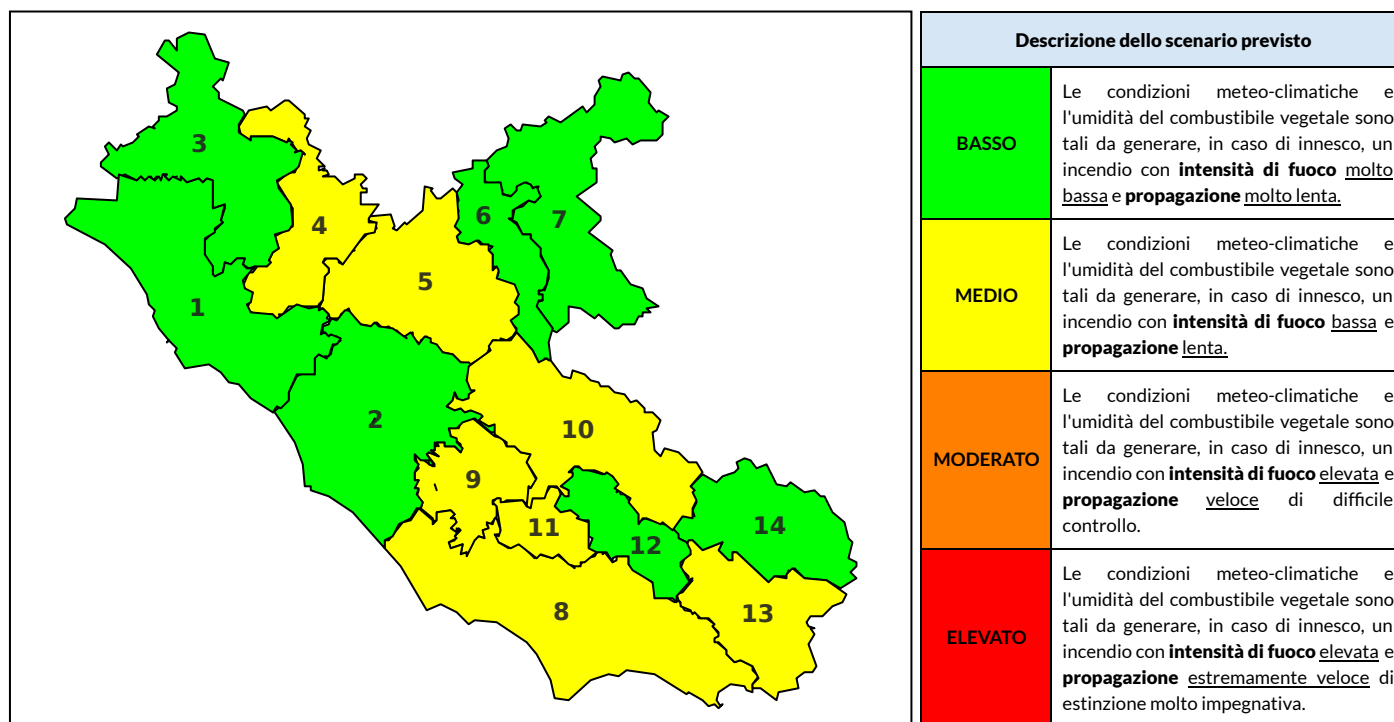 3
4
6
7
5
1
2
10
9
11
12
14
8
13
Descrizione dello scenario previsto
BASSO
Le condizioni meteo-climatiche e
l'umidità del combustibile vegetale sono
tali da generare, in caso di innesco, un
incendio con intensità di fuoco molto
bassa e propagazione molto lenta.
MEDIO
Le condizioni meteo-climatiche e
l'umidità del combustibile vegetale sono
tali da generare, in caso di innesco, un
incendio con intensità di fuoco bassa e
propagazione lenta.
MODERATO
Le condizioni meteo-climatiche e
l'umidità del combustibile vegetale sono
tali da generare, in caso di innesco, un
incendio con intensità di fuoco elevata e
propagazione veloce di difficile
controllo.
ELEVATO
Le condizioni meteo-climatiche e
l'umidità del combustibile vegetale sono
tali da generare, in caso di innesco, un
incendio con intensità di fuoco elevata e
propagazione estremamente veloce di
estinzione molto impegnativa.